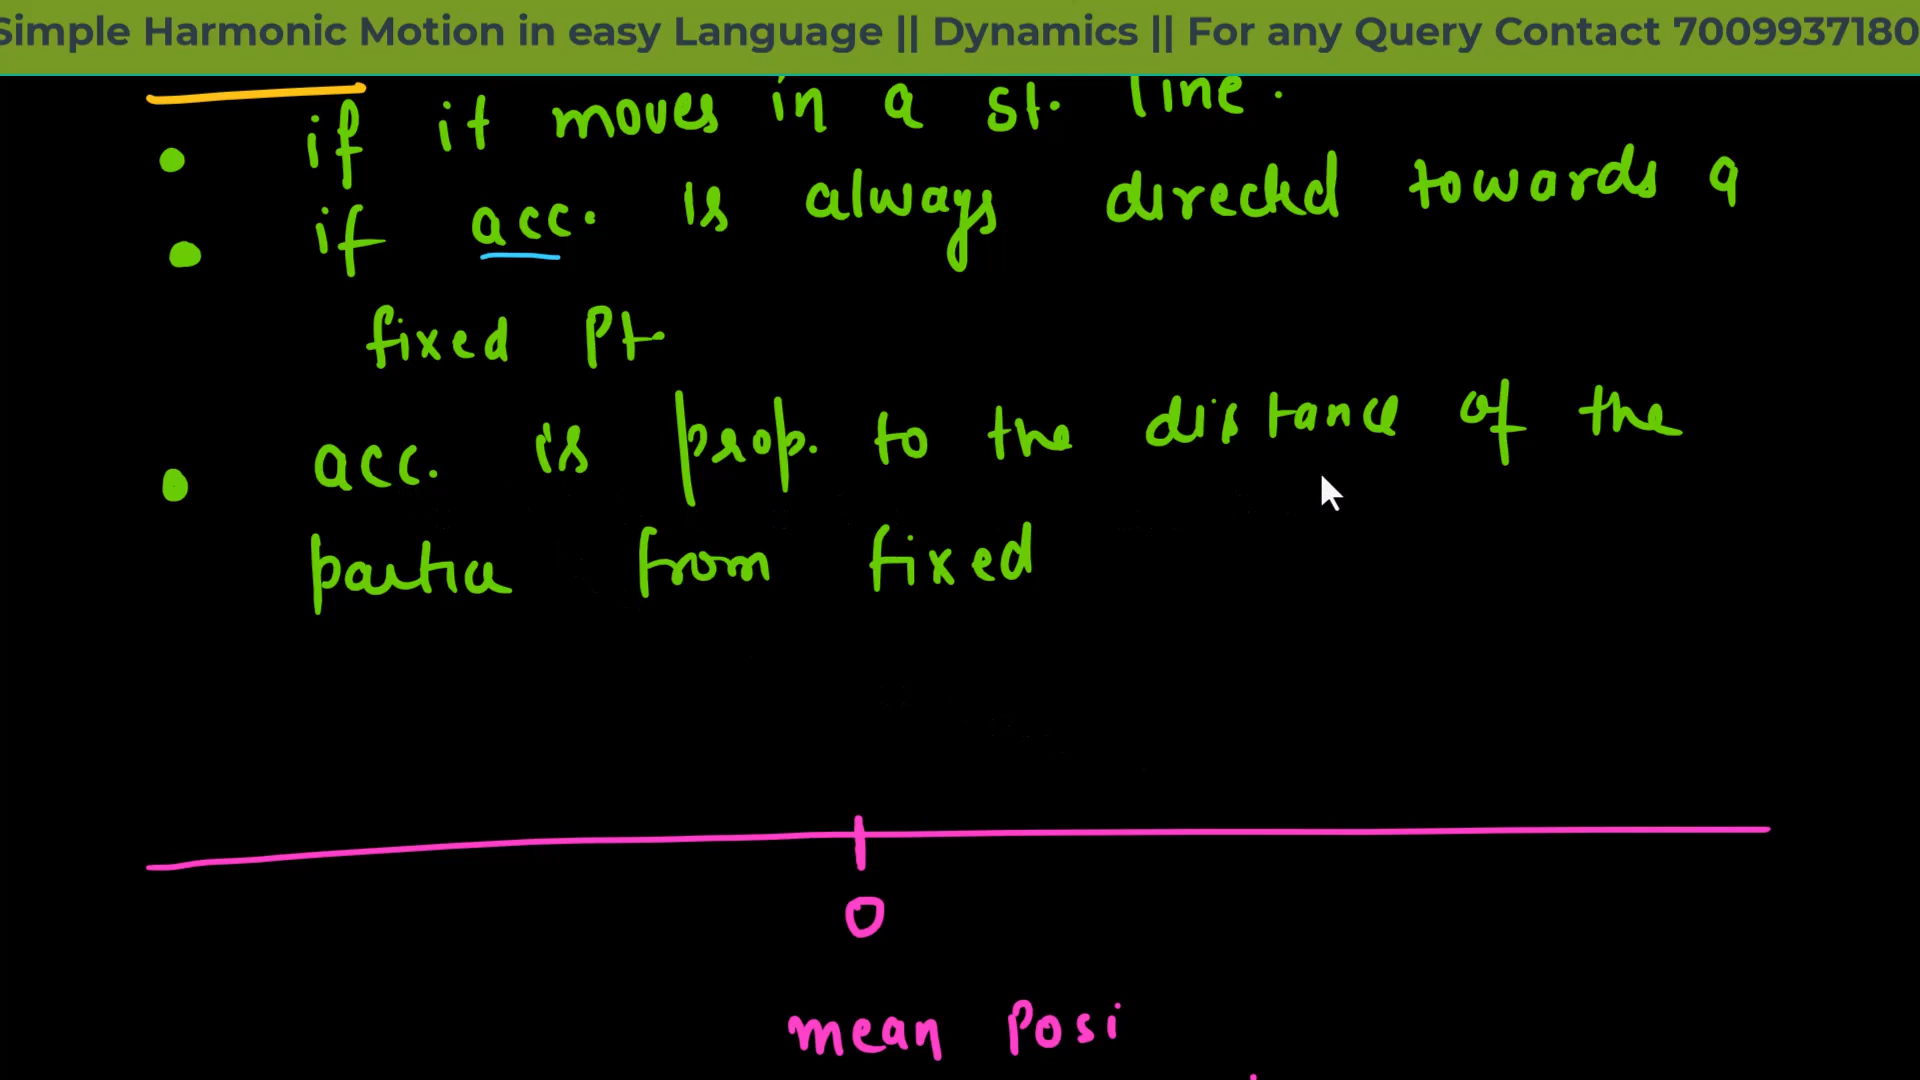 Simple Harmonic Motion in easy Language || Dynamics || For any Query Contact 7009937180
if it moves in a st. line.
if acc. is always directed towards a
fixed Pt
acc. is prop. to the distance of the
particle from fixed
O
mean Posi